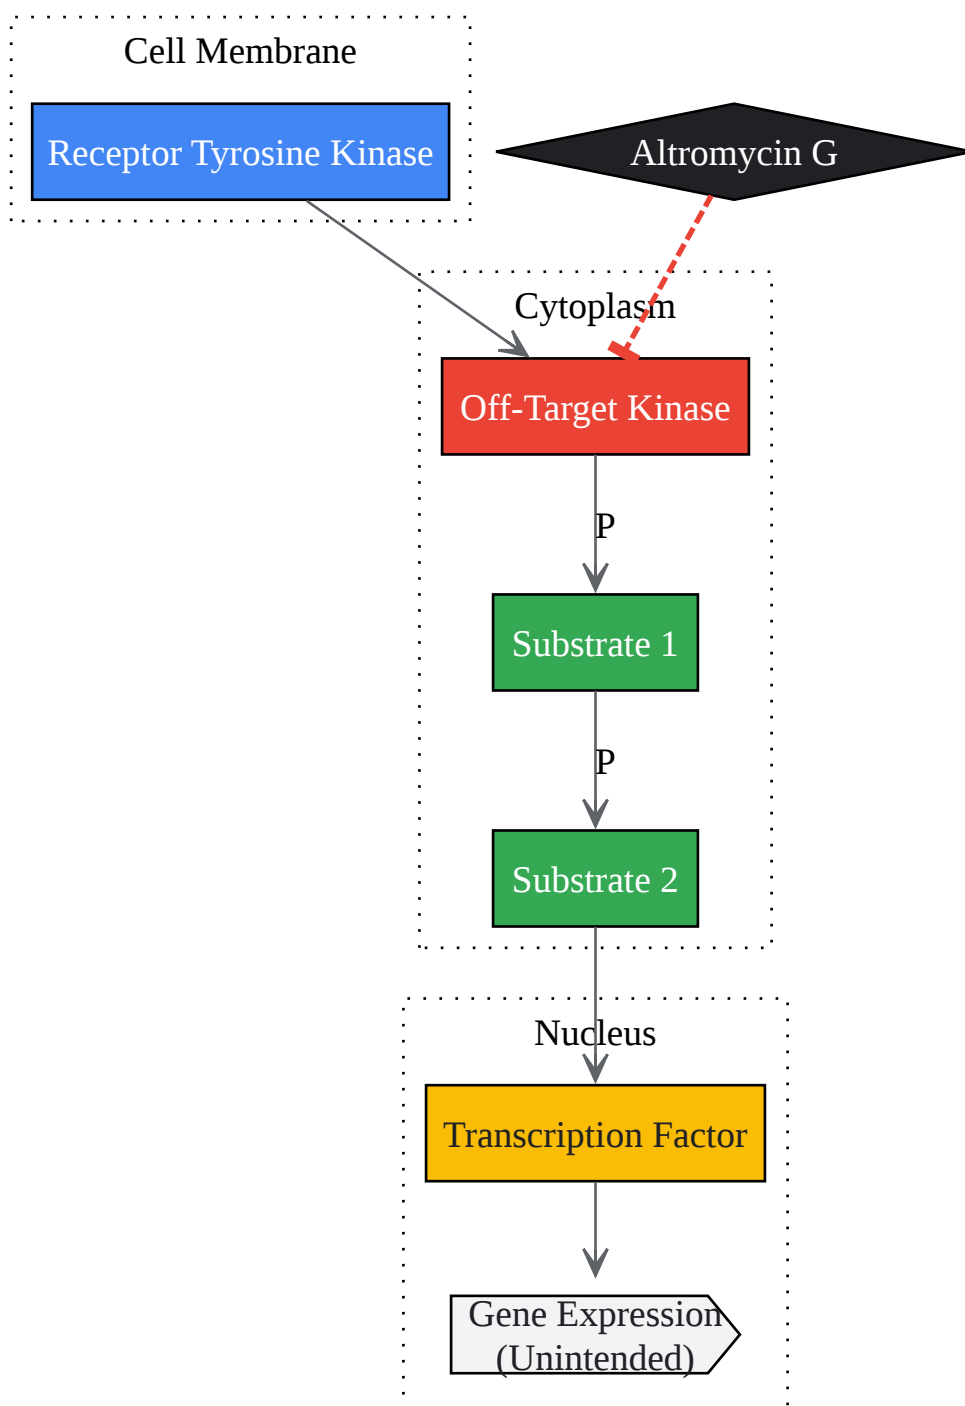 Cell Membrane
Receptor Tyrosine Kinase
Altromycin G
Cytoplasm
Off-Target Kinase
P
Substrate 1
P
Substrate 2
Nucleus
Transcription Factor
Gene Expression
(Unintended)